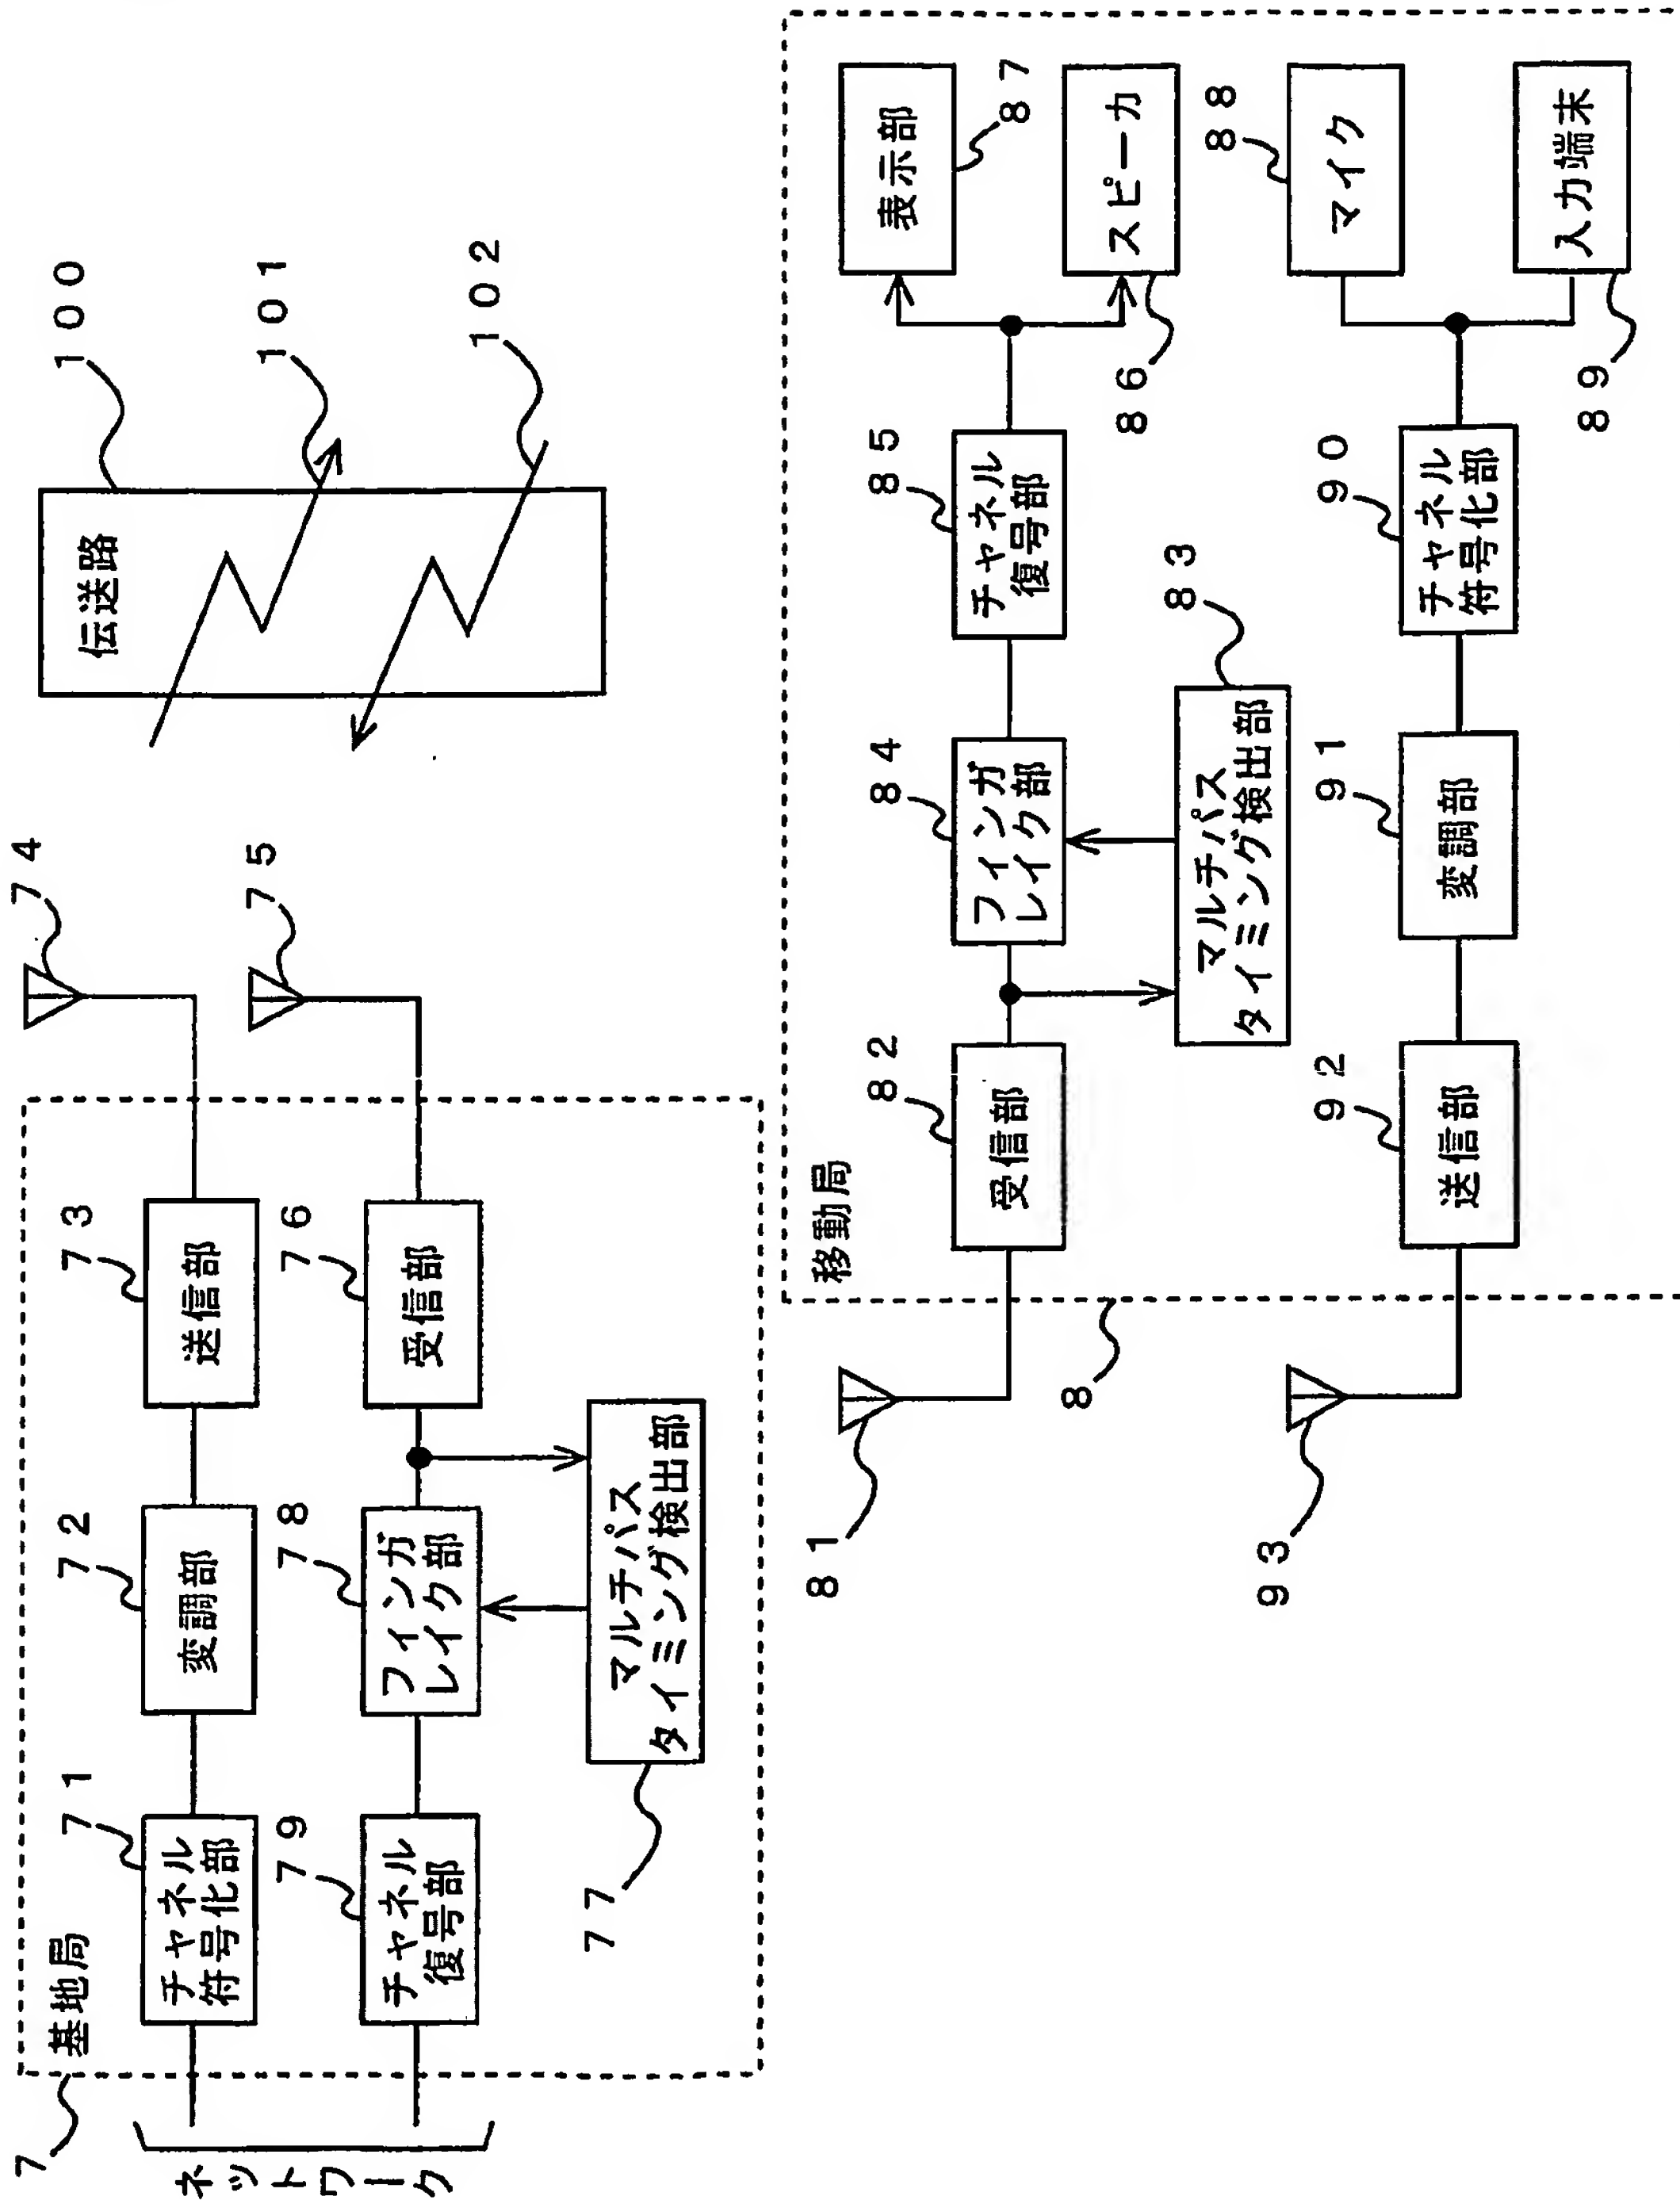 ネットワーク
7
基地局
チャネル
符号化部
71
変調部
72
送信部
73
74
チャネル
復号部
79
フィンガ
レイク部
78
受信部
76
75
マルチパス
タイミング検出部
77
伝送路
100
101
102
移動局
8
81
受信部
82
フィンガ
レイク部
84
チャネル
復号部
85
表示部
87
スピーカ
86
マルチパス
タイミング検出部
83
93
送信部
92
変調部
91
チャネル
符号化部
90
マイク
88
入力端末
89